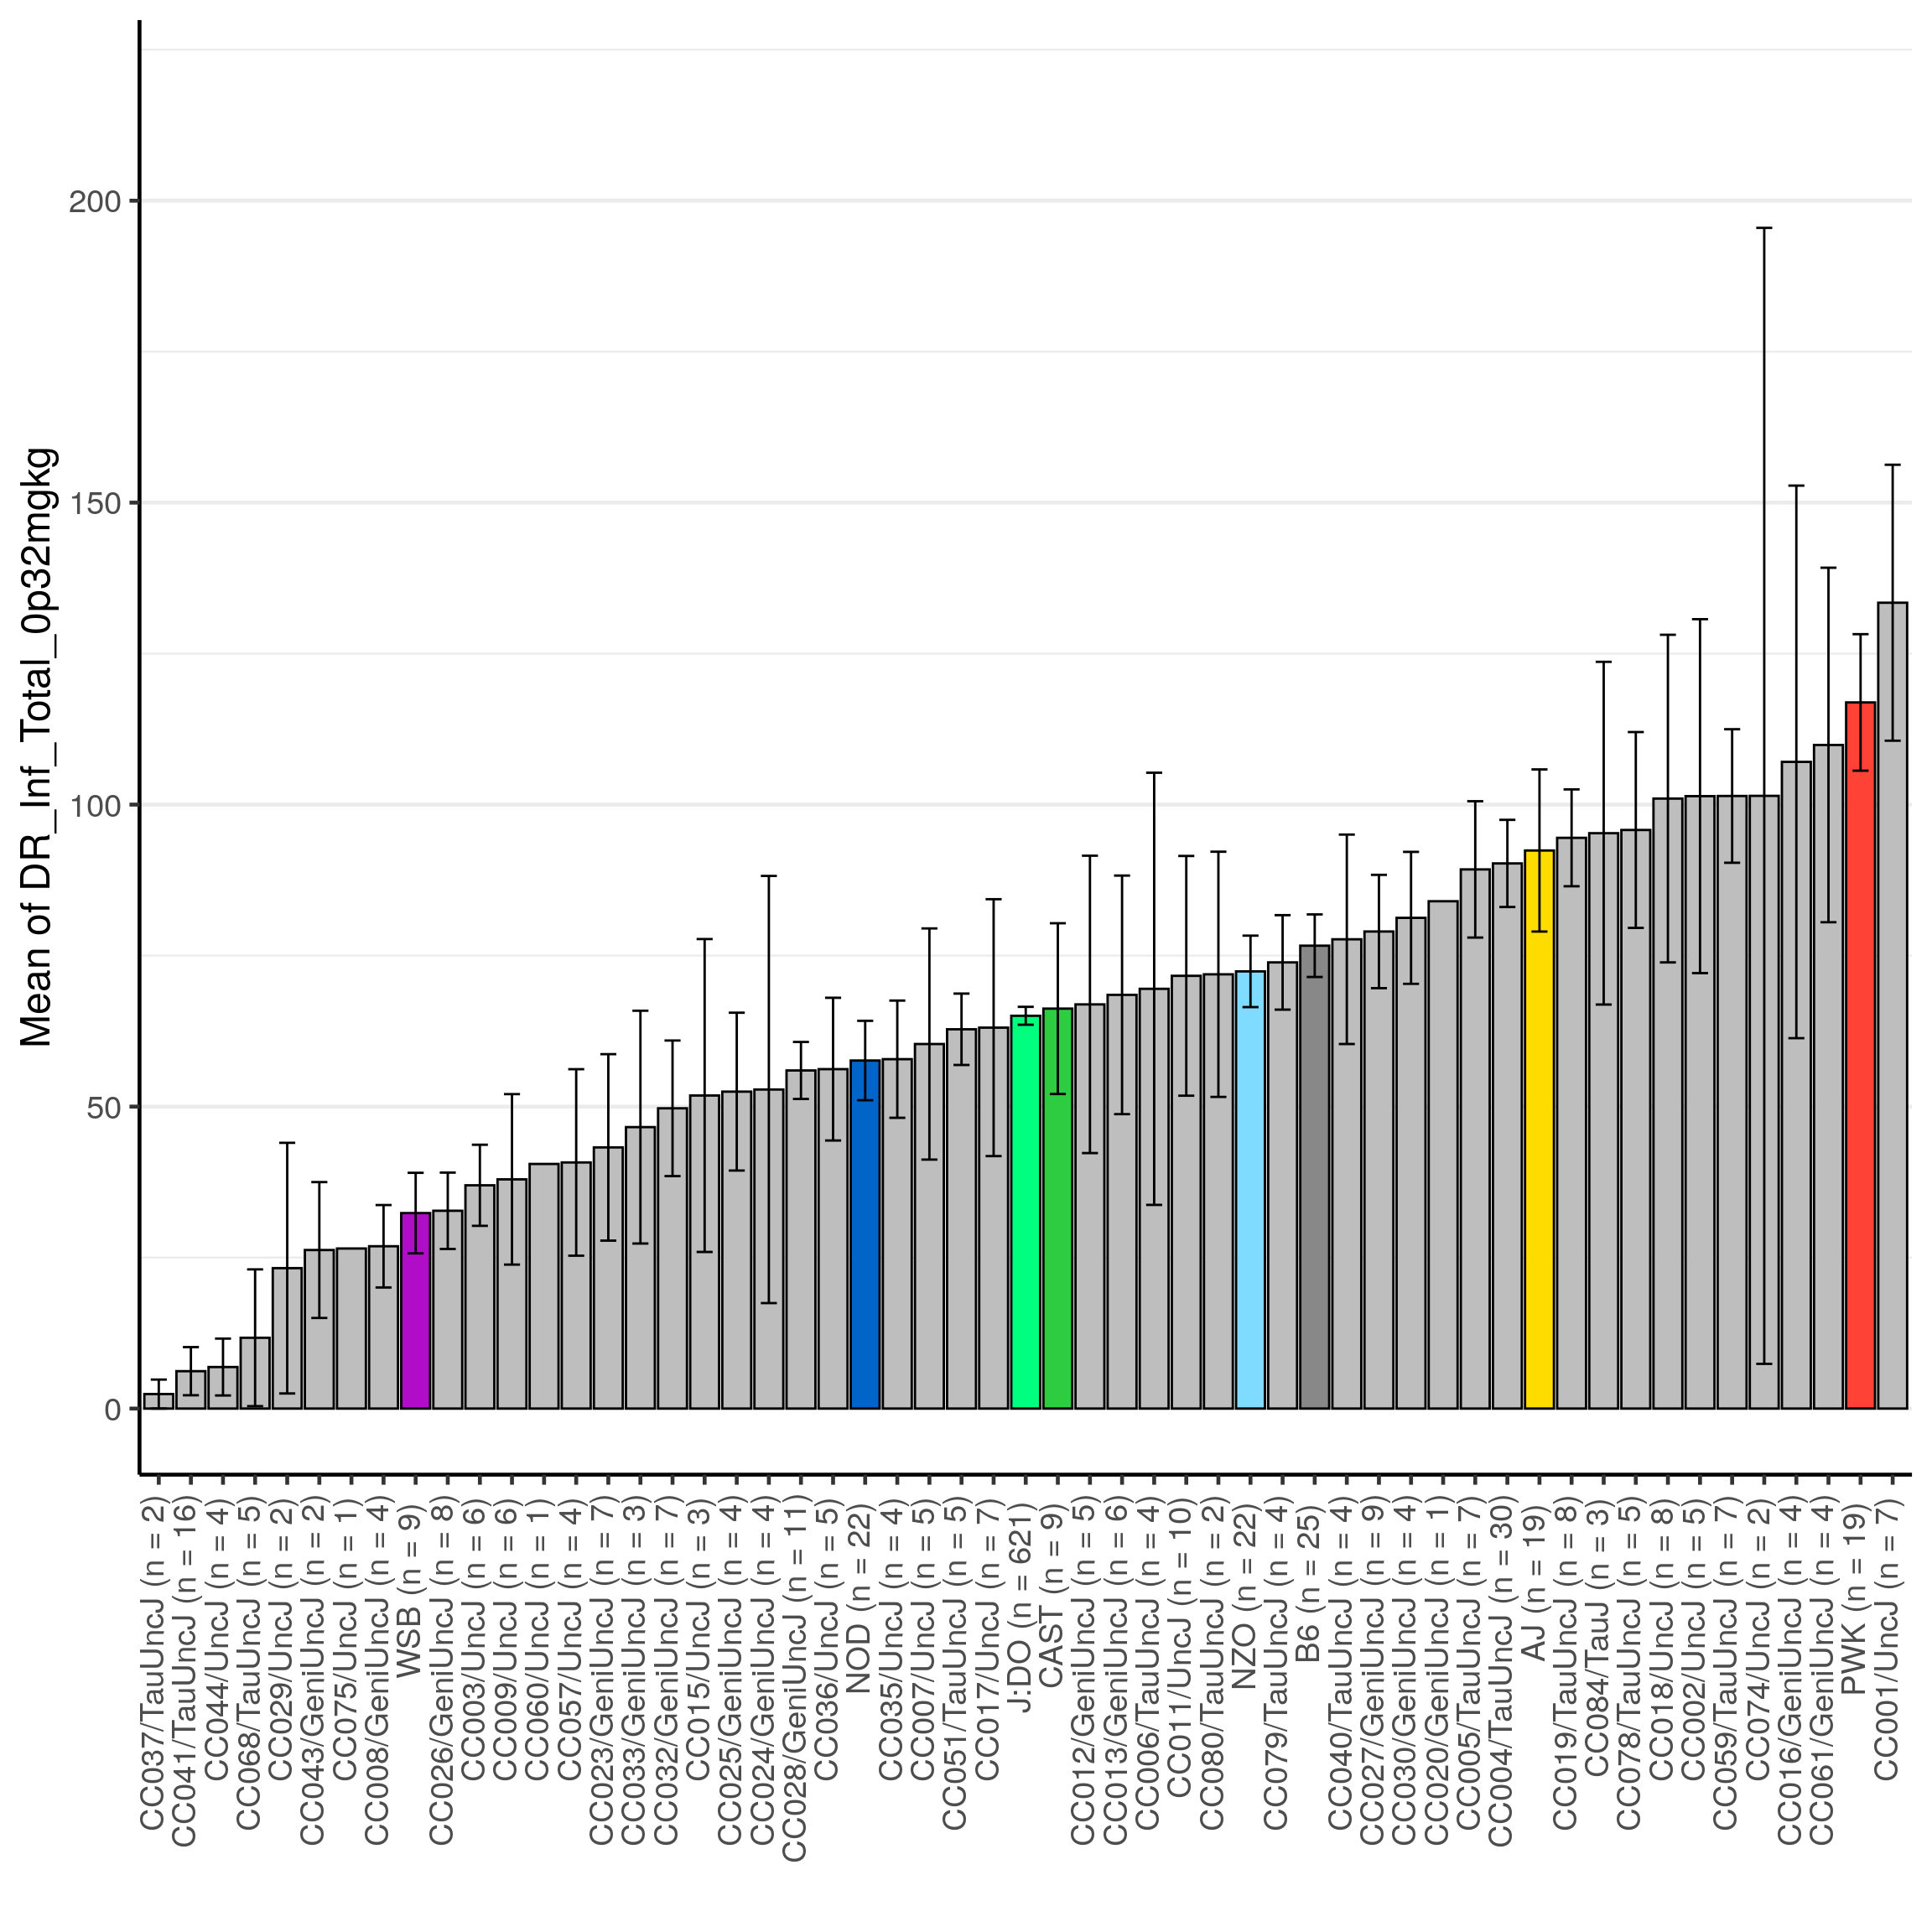 Mean of DR_Inf_Total_0p32mgkg
200
150
100
50
0
CC037/TauUncJ (n = 2)
CC041/TauUncJ (n = 16)
CC044/UncJ (n = 4)
CC068/TauUncJ (n = 5)
CC029/UncJ (n = 2)
CC043/GeniUncJ (n = 2)
CC075/UncJ (n = 1)
CC008/GeniUncJ (n = 4)
WSB (n = 9)
CC026/GeniUncJ (n = 8)
CC003/UncJ (n = 6)
CC009/UncJ (n = 6)
CC060/UncJ (n = 1)
CC057/UncJ (n = 4)
CC023/GeniUncJ (n = 7)
CC033/GeniUncJ (n = 3)
CC032/GeniUncJ (n = 7)
CC015/UncJ (n = 3)
CC025/GeniUncJ (n = 4)
CC024/GeniUncJ (n = 4)
CC028/GeniUncJ (n = 11)
CC036/UncJ (n = 5)
NOD (n = 22)
CC035/UncJ (n = 4)
CC007/UncJ (n = 5)
CC051/TauUncJ (n = 5)
CC017/UncJ (n = 7)
J:DO (n = 621)
CAST (n = 9)
CC012/GeniUncJ (n = 5)
CC013/GeniUncJ (n = 6)
CC006/TauUncJ (n = 4)
CC011/UncJ (n = 10)
CC080/TauUncJ (n = 2)
NZO (n = 22)
CC079/TauUncJ (n = 4)
B6 (n = 25)
CC040/TauUncJ (n = 4)
CC027/GeniUncJ (n = 9)
CC030/GeniUncJ (n = 4)
CC020/GeniUncJ (n = 1)
CC005/TauUncJ (n = 7)
CC004/TauUncJ (n = 30)
AJ (n = 19)
CC019/TauUncJ (n = 8)
CC084/TauJ (n = 3)
CC078/TauUncJ (n = 5)
CC018/UncJ (n = 8)
CC002/UncJ (n = 5)
CC059/TauUncJ (n = 7)
CC074/UncJ (n = 2)
CC016/GeniUncJ (n = 4)
CC061/GeniUncJ (n = 4)
PWK (n = 19)
CC001/UncJ (n = 7)